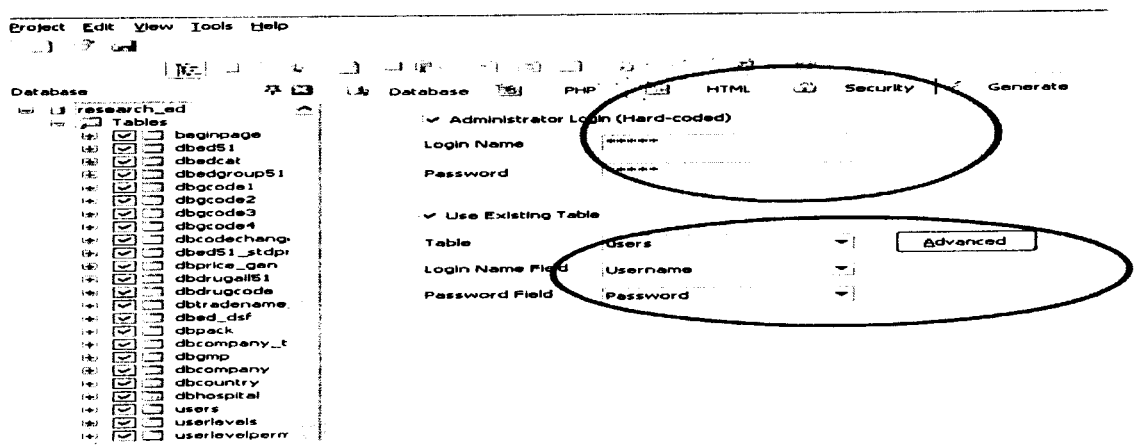 Project Edit View Tools Help
Database
Database PHP HTML Security Generate
research_ed
Tables
beginpage
dbed51
dbedcat
dbedgroup51
dbgcode1
dbgcode2
dbgcode3
dbgcode4
dbcodechang
dbed51_stdpr
dbprice_gen
dbdrugall51
dbdrugcode
dbtradename_
dbed_dsf
dbpack
dbcompany_t
dbgmp
dbcompany
dbcountry
dbhospital
users
userlevels
userlevelperm
Administrator Login (Hard-coded)
Login Name *****
Password *****
Use Existing Table
Table users Advanced
Login Name Field Username
Password Field Password